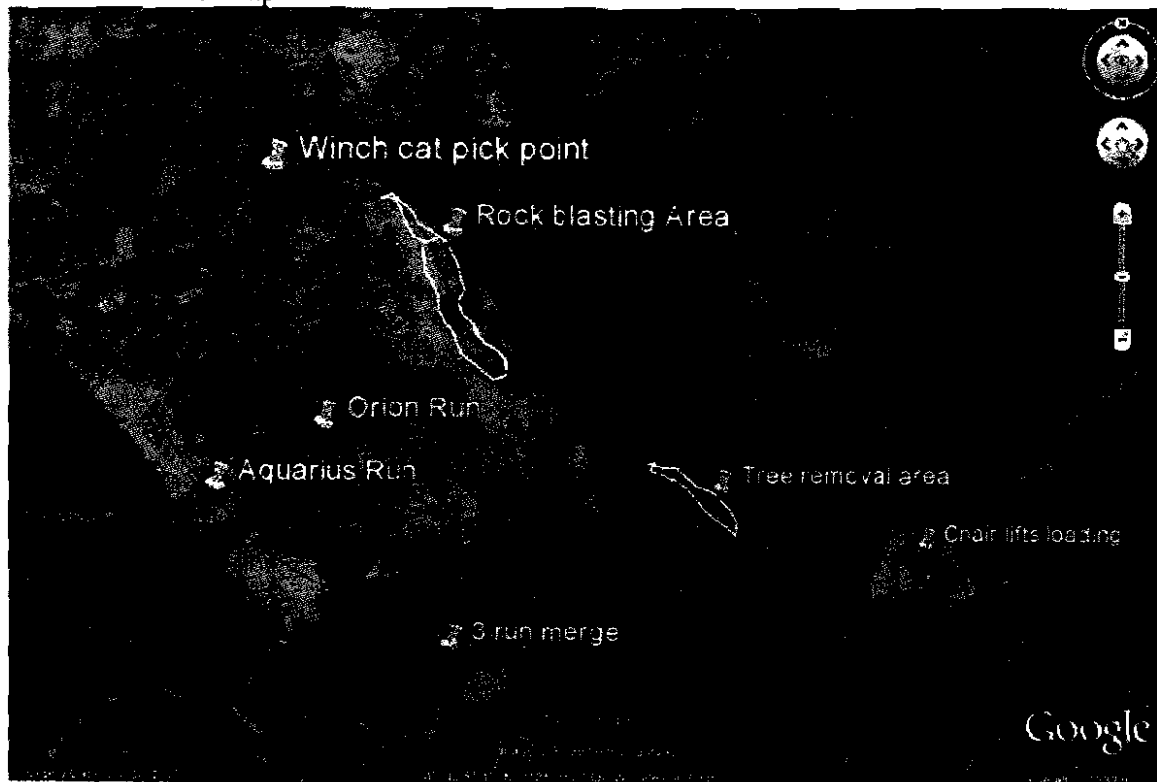 Winch cat pick point
Rock blasting Area
Orion Run
Aquarius Run
Tree removal area
Chair lifts loading
3 run merge
Google